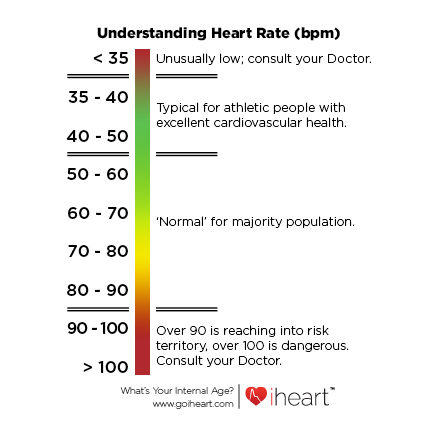 Understanding Heart Rate (bpm)
< 35
Unusually low; consult your Doctor.
35 - 40
40 - 50
Typical for athletic people with
excellent cardiovascular health.
50 - 60
60 - 70
70 - 80
80 - 90
‘Normal’ for majority population.
90 - 100
> 100
Over 90 is reaching into risk
territory, over 100 is dangerous.
Consult your Doctor.
What's Your Internal Age?
www.goiheart.com
iheart™